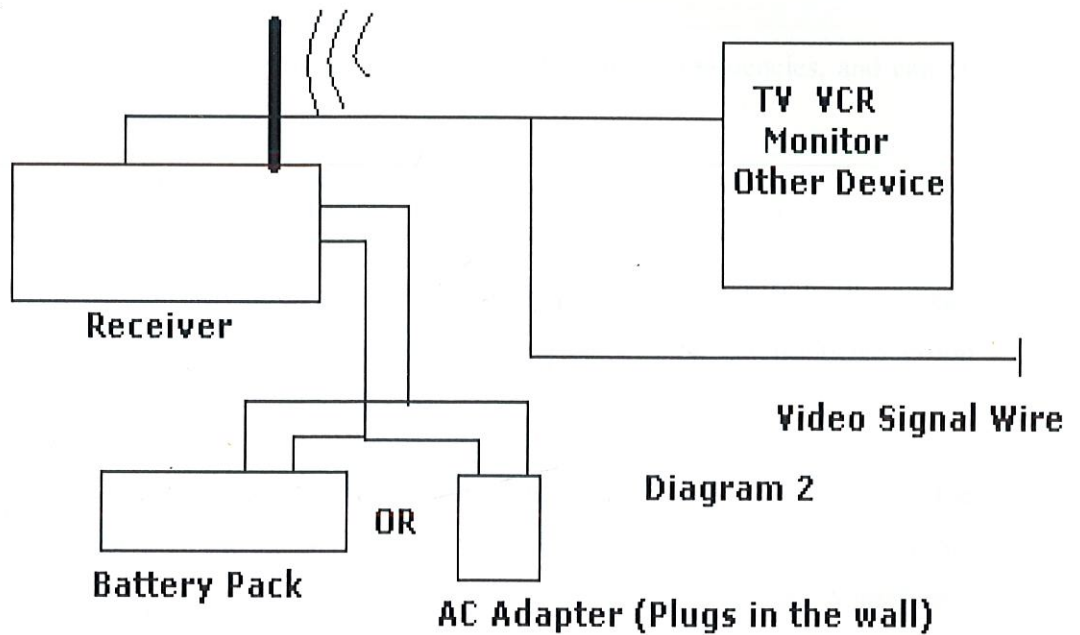 TV VCR
Monitor
Other Device
Receiver
Video Signal Wire
Diagram 2
OR
Battery Pack
AC Adapter (Plugs in the wall)